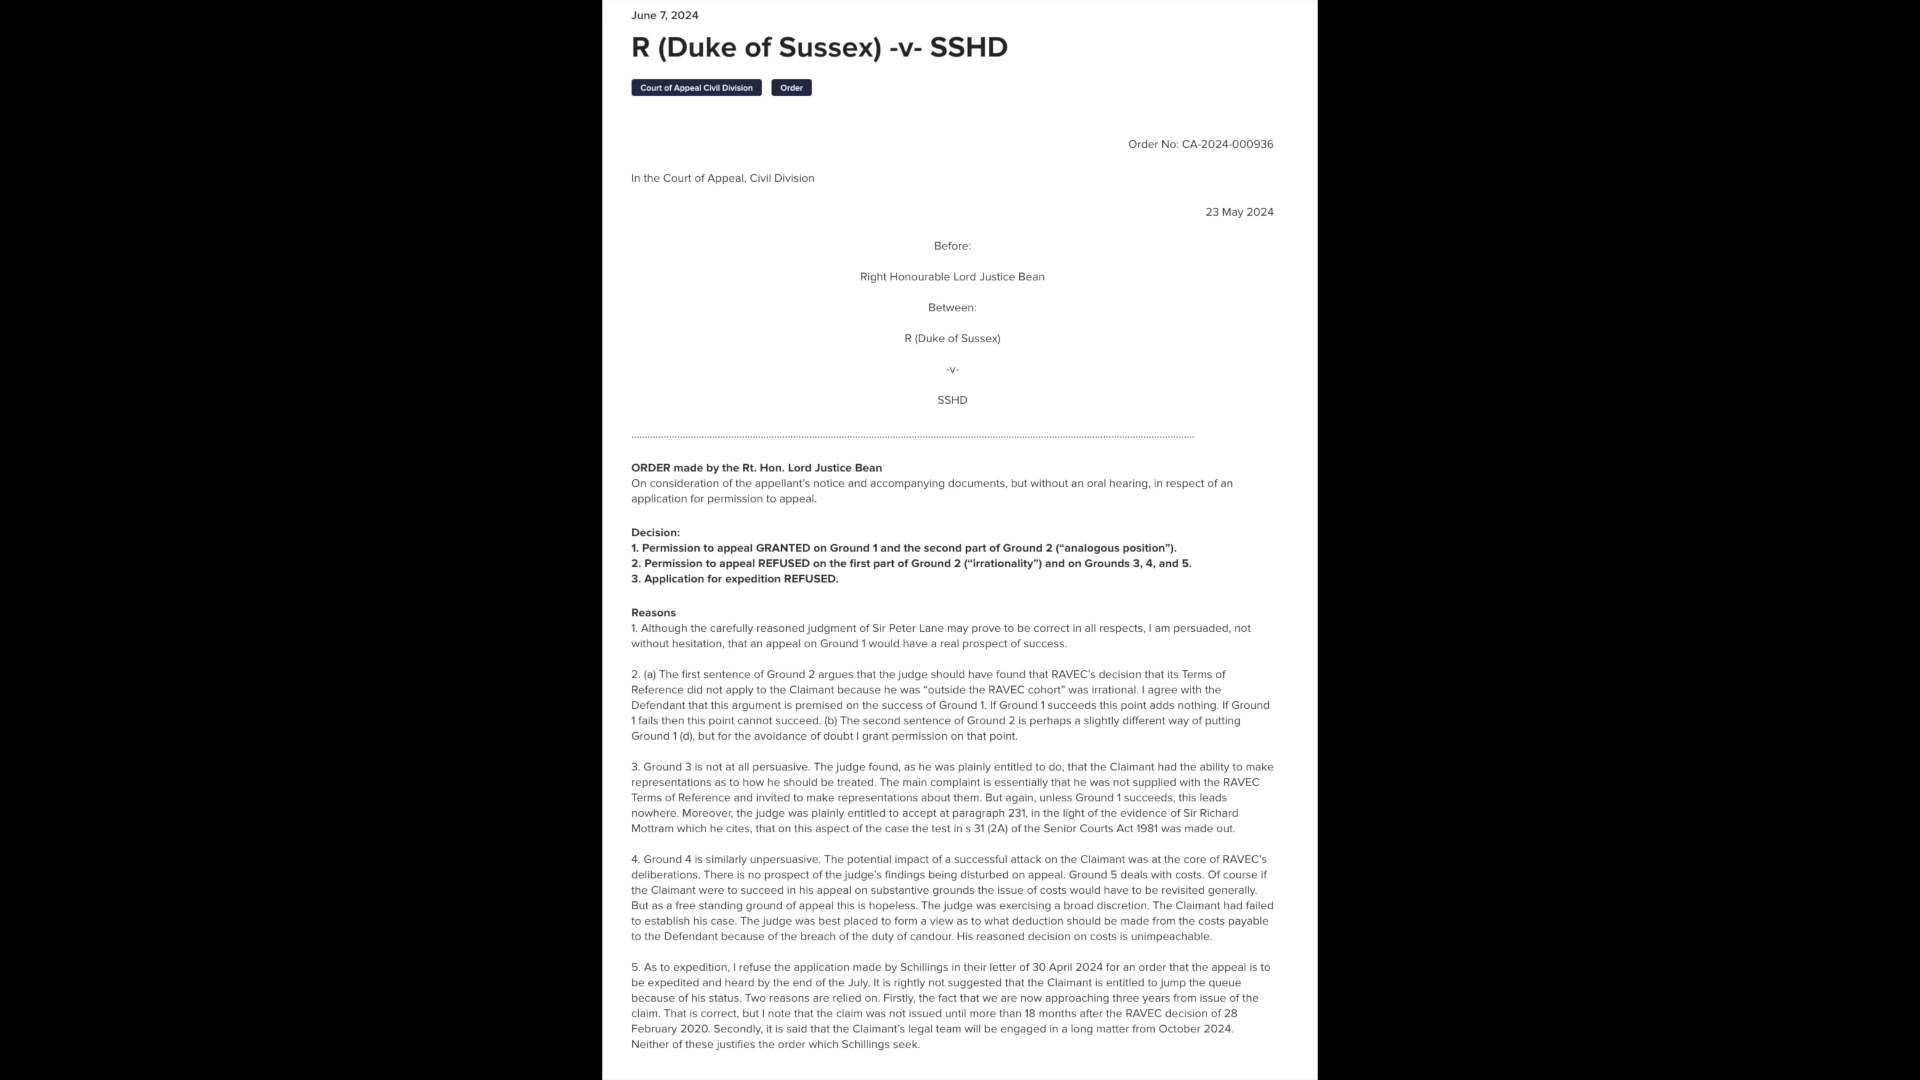 June 7, 2024
R (Duke of Sussex) -v- SSHD
Court of Appeal Civil Division Order
Order No: CA-2024-000936
In the Court of Appeal, Civil Division
23 May 2024
Before:
Right Honourable Lord Justice Bean
Between:
R (Duke of Sussex)
-v-
SSHD
ORDER made by the Rt. Hon. Lord Justice Bean
On consideration of the appellant’s notice and accompanying documents, but without an oral hearing, in respect of an
application for permission to appeal.
Decision:
1. Permission to appeal GRANTED on Ground 1 and the second part of Ground 2 (“analogous position”).
2. Permission to appeal REFUSED on the first part of Ground 2 (“irrationality”) and on Grounds 3, 4, and 5.
3. Application for expedition REFUSED.
Reasons
1. Although the carefully reasoned judgment of Sir Peter Lane may prove to be correct in all respects, I am persuaded, not
without hesitation, that an appeal on Ground 1 would have a real prospect of success.
2. (a) The first sentence of Ground 2 argues that the judge should have found that RAVEC’s decision that its Terms of
Reference did not apply to the Claimant because he was “outside the RAVEC cohort” was irrational. I agree with the
Defendant that this argument is premised on the success of Ground 1. If Ground 1 succeeds this point adds nothing. If Ground
1 fails then this point cannot succeed. (b) The second sentence of Ground 2 is perhaps a slightly different way of putting
Ground 1 (d), but for the avoidance of doubt I grant permission on that point.
3. Ground 3 is not at all persuasive. The judge found, as he was plainly entitled to do, that the Claimant had the ability to make
representations as to how he should be treated. The main complaint is essentially that he was not supplied with the RAVEC
Terms of Reference and invited to make representations about them. But again, unless Ground 1 succeeds, this leads
nowhere. Moreover, the judge was plainly entitled to accept at paragraph 231, in the light of the evidence of Sir Richard
Mottram which he cites, that on this aspect of the case the test in s 31 (2A) of the Senior Courts Act 1981 was made out.
4. Ground 4 is similarly unpersuasive. The potential impact of a successful attack on the Claimant was at the core of RAVEC’s
deliberations. There is no prospect of the judge’s findings being disturbed on appeal. Ground 5 deals with costs. Of course if
the Claimant were to succeed in his appeal on substantive grounds the issue of costs would have to be revisited generally.
But as a free standing ground of appeal this is hopeless. The judge was exercising a broad discretion. The Claimant had failed
to establish his case. The judge was best placed to form a view as to what deduction should be made from the costs payable
to the Defendant because of the breach of the duty of candour. His reasoned decision on costs is unimpeachable.
5. As to expedition, I refuse the application made by Schillings in their letter of 30 April 2024 for an order that the appeal is to
be expedited and heard by the end of the July. It is rightly not suggested that the Claimant is entitled to jump the queue
because of his status. Two reasons are relied on. Firstly, the fact that we are now approaching three years from issue of the
claim. That is correct, but I note that the claim was not issued until more than 18 months after the RAVEC decision of 28
February 2020. Secondly, it is said that the Claimant’s legal team will be engaged in a long matter from October 2024.
Neither of these justifies the order which Schillings seek.